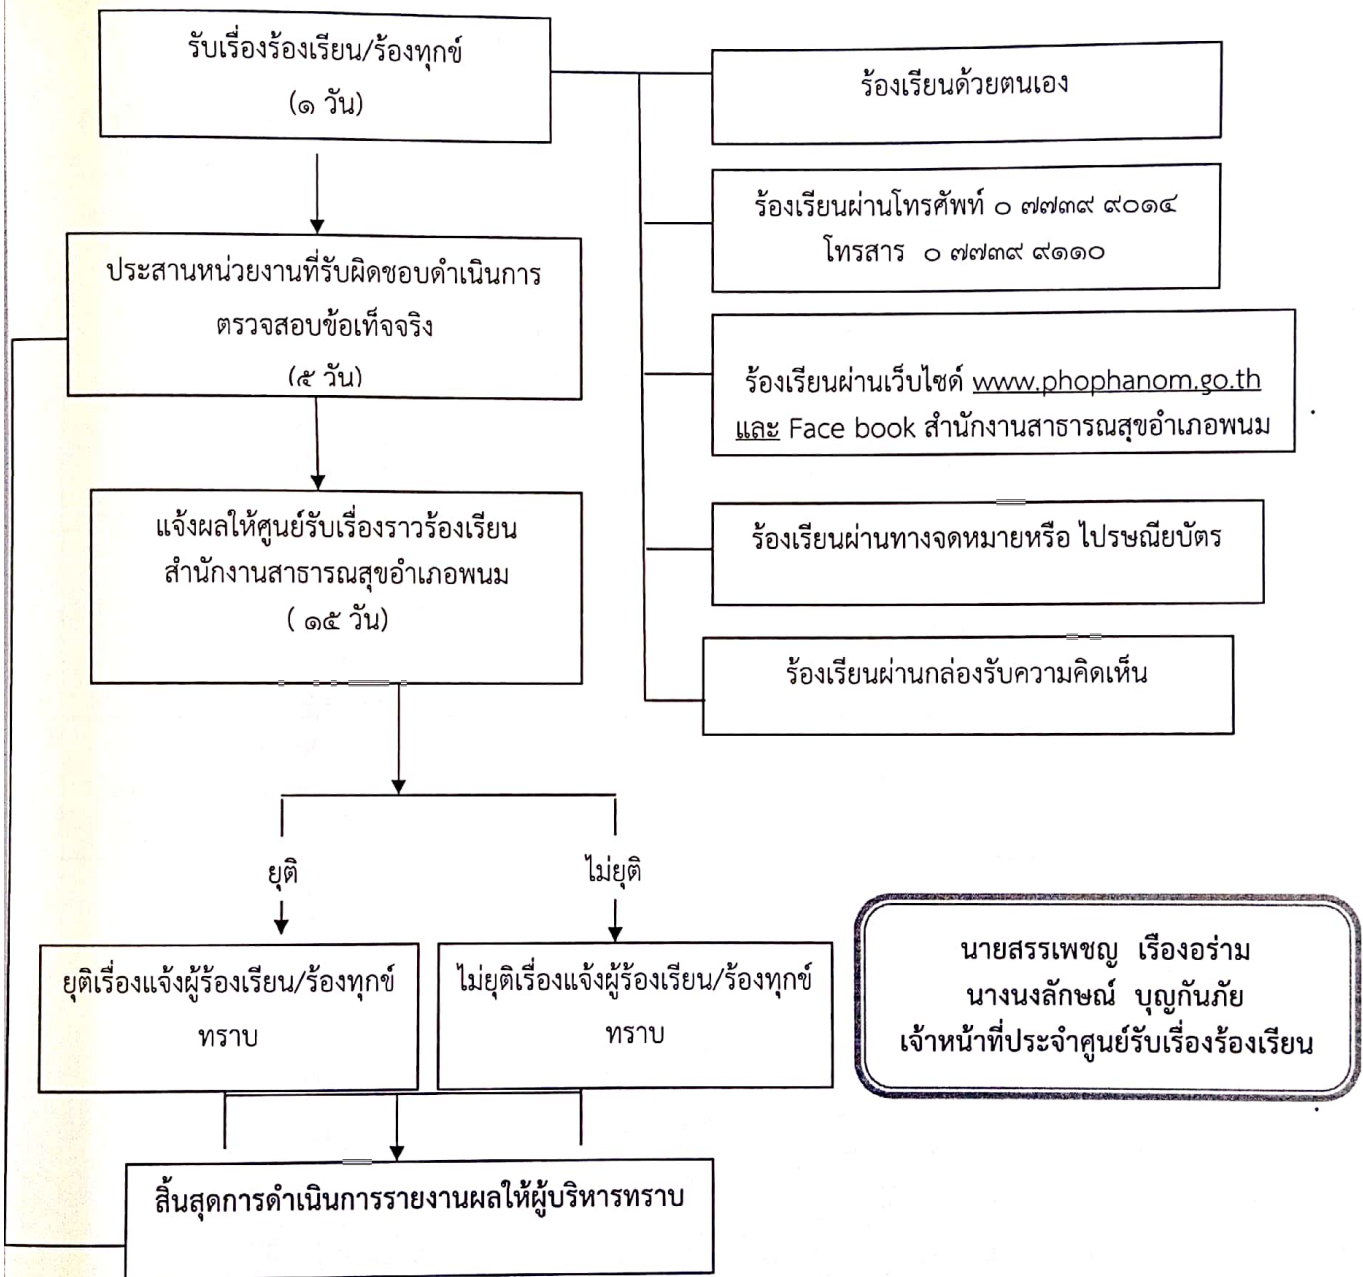 รับเรื่องร้องเรียน/ร้องทุกข์
(๑ วัน)
ร้องเรียนด้วยตนเอง
ร้องเรียนผ่านโทรศัพท์ ๐ ๗๗๓๙ ๙๐๑๔
โทรสาร ๐ ๗๗๓๙ ๙๑๑๐
ประสานหน่วยงานที่รับผิดชอบดำเนินการ
ตรวจสอบข้อเท็จจริง
(๕ วัน)
ร้องเรียนผ่านเว็บไซด์ www.phophanom.go.th
และ Face book สำนักงานสาธารณสุขอำเภอพนม
แจ้งผลให้ศูนย์รับเรื่องราวร้องเรียน
สำนักงานสาธารณสุขอำเภอพนม
( ๑๕ วัน)
ร้องเรียนผ่านทางจดหมายหรือ ไปรษณียบัตร
ร้องเรียนผ่านกล่องรับความคิดเห็น
ยุติ
ไม่ยุติ
ยุติเรื่องแจ้งผู้ร้องเรียน/ร้องทุกข์
ทราบ
ไม่ยุติเรื่องแจ้งผู้ร้องเรียน/ร้องทุกข์
ทราบ
นายสรรเพชญ เรืองอร่าม
นางนงลักษณ์ บุญกันภัย
เจ้าหน้าที่ประจำศูนย์รับเรื่องร้องเรียน
สิ้นสุดการดำเนินการรายงานผลให้ผู้บริหารทราบ